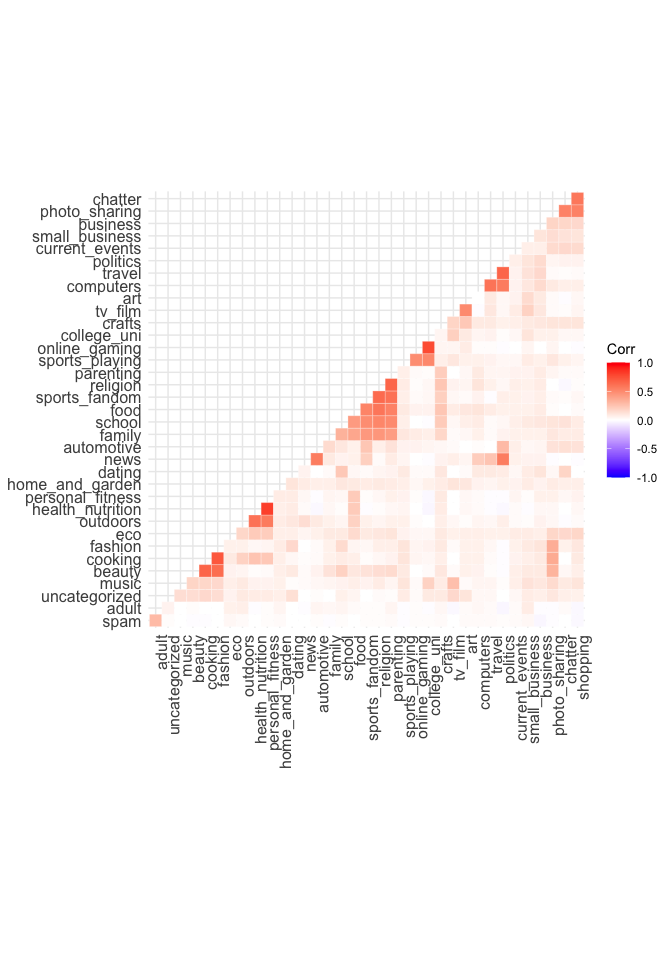 chatter
photo_sharing
business
small_business
current_events
politics
travel
computers
art
tv_film
crafts
college_uni
online_gaming
sports_playing
parenting
religion
sports_fandom
food
school
family
automotive
news
dating
home_and_garden
personal_fitness
health_nutrition
outdoors
eco
fashion
cooking
beauty
music
uncategorized
adult
spam
adult
uncategorized
music
beauty
cooking
fashion
eco
outdoors
health_nutrition
personal_fitness
home_and_garden
dating
news
automotive
family
school
food
sports_fandom
religion
parenting
sports_playing
online_gaming
college_uni
crafts
tv_film
art
computers
travel
politics
current_events
small_business
business
photo_sharing
chatter
shopping
Corr
1.0
0.5
0.0
-0.5
-1.0